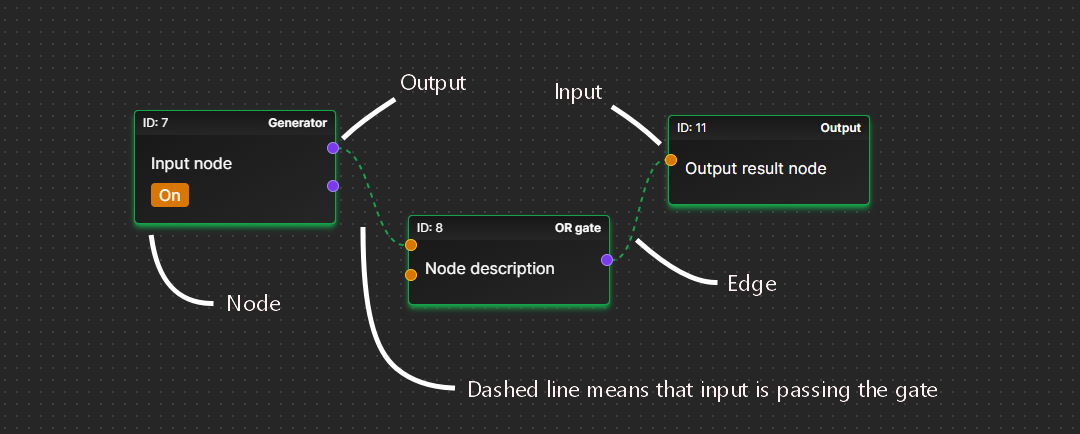 Output
Input
ID: 7 Generator
Input node
On
ID: 11 Output
Output result node
ID: 8 OR gate
Node description
Node
Edge
Dashed line means that input is passing the gate